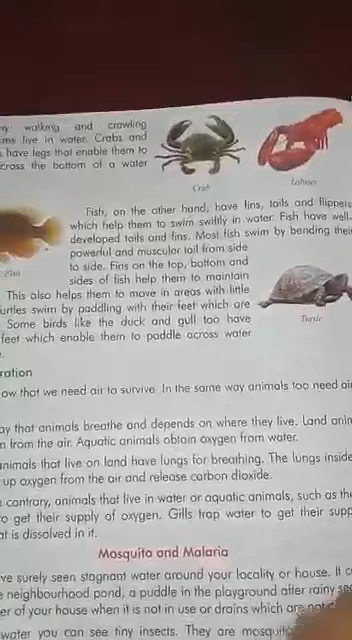 walking and crawling
live in water. Crabs and
have legs that enable them to
cross the bottom of a water
Crab
Lobster
Fish, on the other hand, have fins, tails and flippers
which help them to swim swiftly in water. Fish have well-
developed tails and fins. Most fish swim by bending their
powerful and muscular tail from side
to side. Fins on the top, bottom and
Fish
sides of fish help them to maintain
This also helps them to move in areas with little
urtles swim by paddling with their feet which are
Some birds like the duck and gull too have
Turtle
feet which enable them to paddle across water
ration
ow that we need air to survive. In the same way animals too need air
ay that animals breathe and depends on where they live. Land anim
n from the air. Aquatic animals obtain oxygen from water.
animals that live on land have lungs for breathing. The lungs inside
up oxygen from the air and release carbon dioxide.
contrary, animals that live in water or aquatic animals, such as the
o get their supply of oxygen. Gills trap water to get their supp
at is dissolved in it.
Mosquito and Malaria
ve surely seen stagnant water around your locality or house. It c
e neighbourhood pond, a puddle in the playground after rainy
er of your house when it is not in use or drains which are not
water you can see tiny insects. They are